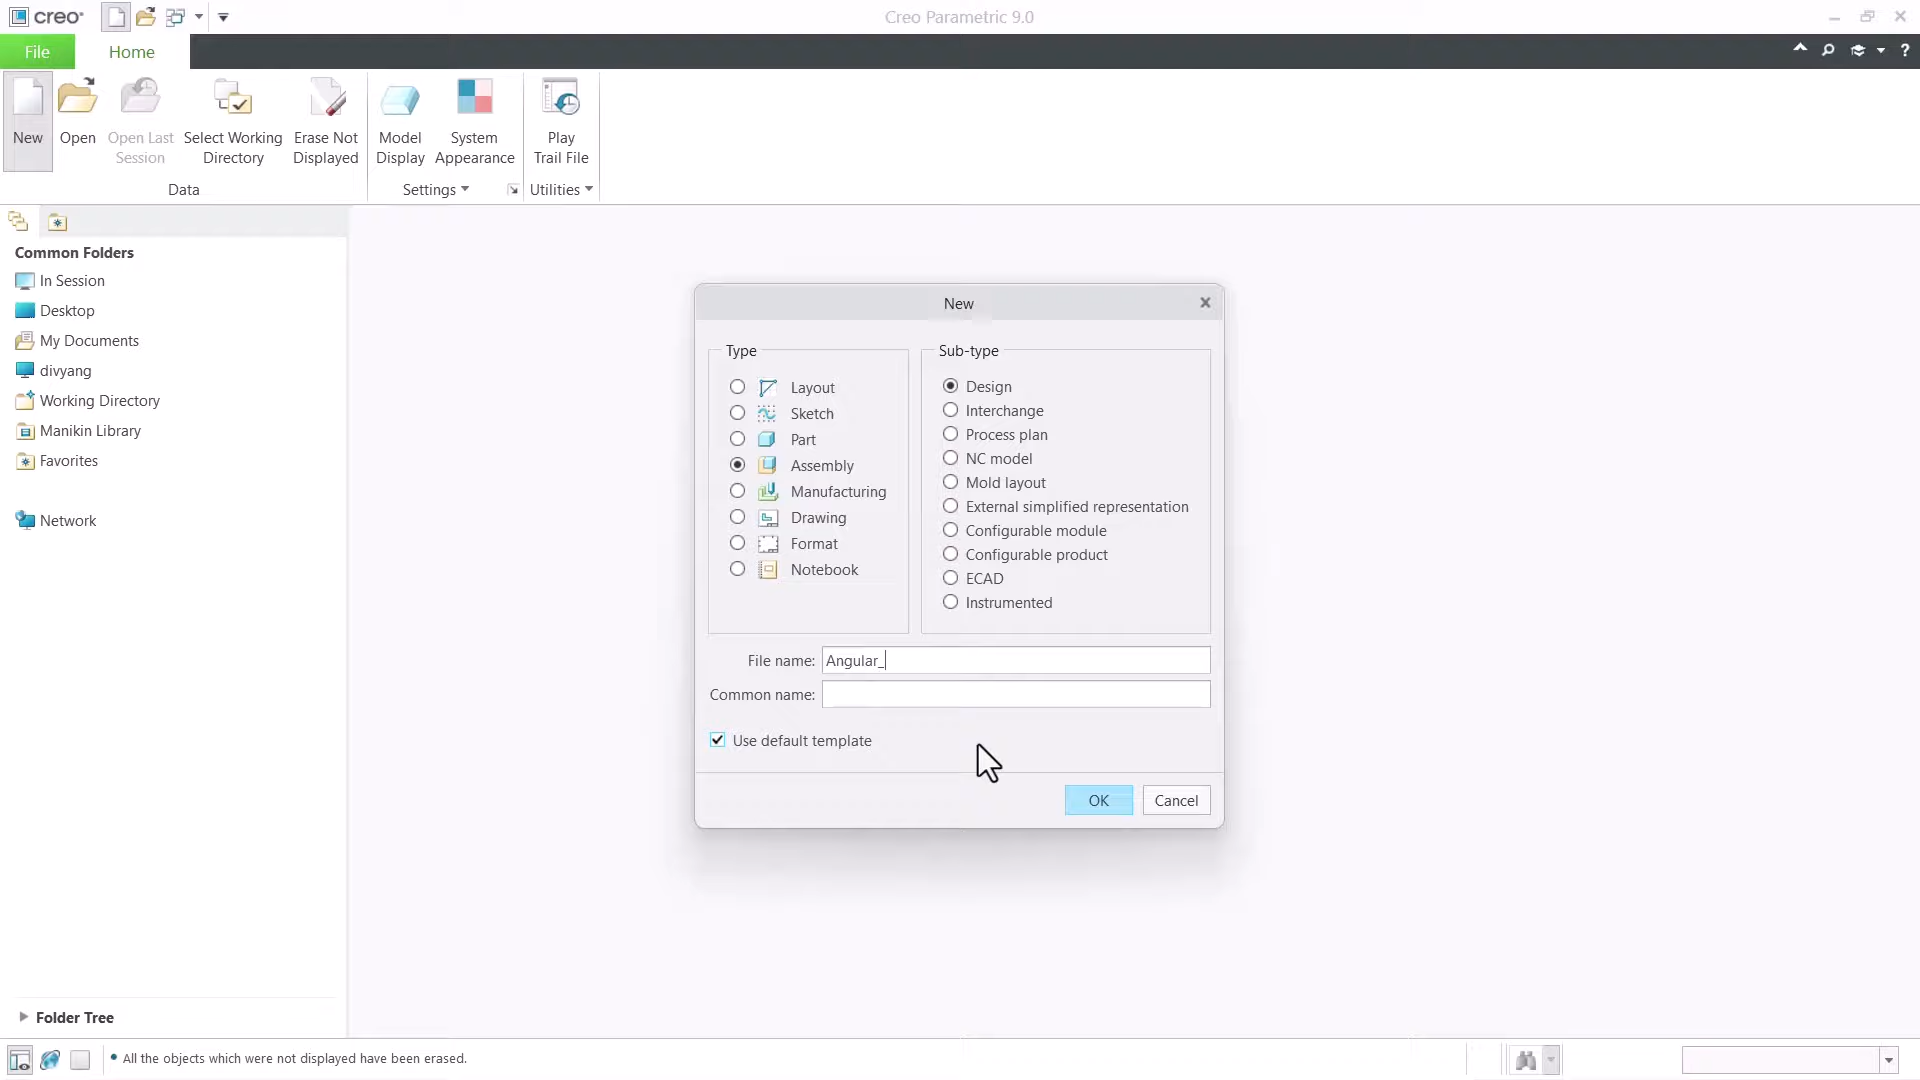 creo®
Creo Parametric 9.0
File
Home
New
Open
Open Last
Session
Select Working
Directory
Erase Not
Displayed
Model
Display
System
Appearance
Play
Trail File
Data
Settings
Utilities
Common Folders
In Session
Desktop
My Documents
divyang
Working Directory
Manikin Library
Favorites
Network
Folder Tree
New
Type
Layout
Sketch
Part
Assembly
Manufacturing
Drawing
Format
Notebook
Sub-type
Design
Interchange
Process plan
NC model
Mold layout
External simplified representation
Configurable module
Configurable product
ECAD
Instrumented
File name: Angular_
Common name:
Use default template
OK
Cancel
• All the objects which were not displayed have been erased.